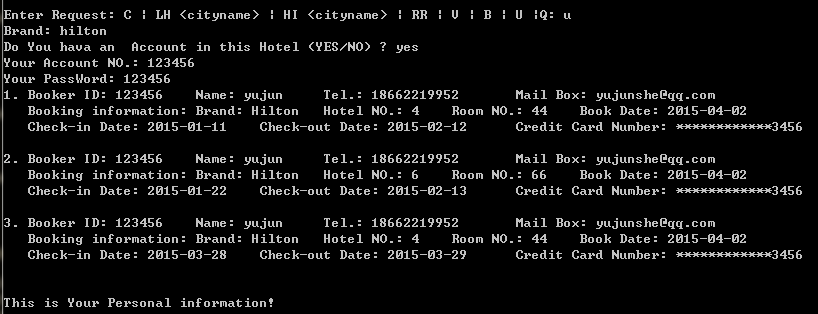 Enter Request: C | LH <cityname> | HI <cityname> | RR | V | B | U |Q: u
Brand: hilton
Do You hava an  Account in this Hotel (YES/NO) ? yes
Your Account NO.: 123456
Your PassWord: 123456
1. Booker ID: 123456    Name: yujun     Tel.: 18662219952       Mail Box: yujunshe@qq.com
   Booking information: Brand: Hilton   Hotel NO.: 4    Room NO.: 44    Book Date: 2015-04-02
   Check-in Date: 2015-01-11    Check-out Date: 2015-02-12      Credit Card Number: ************3456
2. Booker ID: 123456    Name: yujun     Tel.: 18662219952       Mail Box: yujunshe@qq.com
   Booking information: Brand: Hilton   Hotel NO.: 6    Room NO.: 66    Book Date: 2015-04-02
   Check-in Date: 2015-01-22    Check-out Date: 2015-02-13      Credit Card Number: ************3456
3. Booker ID: 123456    Name: yujun     Tel.: 18662219952       Mail Box: yujunshe@qq.com
   Booking information: Brand: Hilton   Hotel NO.: 4    Room NO.: 44    Book Date: 2015-04-02
   Check-in Date: 2015-03-28    Check-out Date: 2015-03-29      Credit Card Number: ************3456
This is Your Personal information!